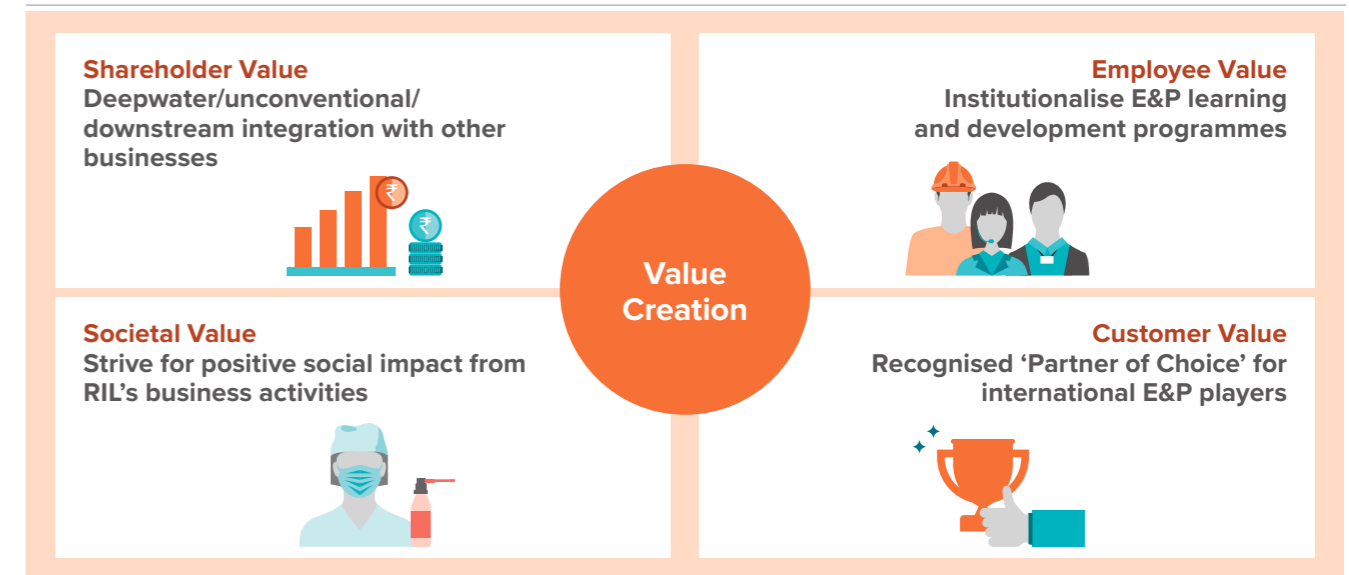 Shareholder Value
Deepwater/unconventional/
downstream integration with other
businesses
₹
₹
Employee Value
Institutionalise E&P learning
and development programmes
Value
Creation
Societal Value
Strive for positive social impact from
RIL’s business activities
Customer Value
Recognised ‘Partner of Choice’ for
international E&P players